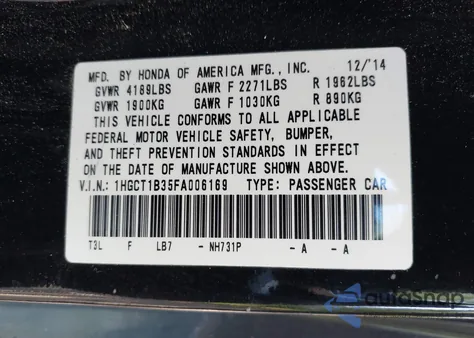 MFD. BY HONDA OF AMERICA MFG., INC. 12/'14
GVWR 4189LBS GAWR F 2271LBS R 1962LBS
GVWR 1900KG GAWR F 1030KG R 890KG
THIS VEHICLE CONFORMS TO ALL APPLICABLE
FEDERAL MOTOR VEHICLE SAFETY, BUMPER,
AND THEFT PREVENTION STANDARDS IN EFFECT
ON THE DATE OF MANUFACTURE SHOWN ABOVE.
V.I.N.: 1HGCT1B35FA006169 TYPE: PASSENGER CAR
T3L F LB7 - NH731P - A - A
autosnap